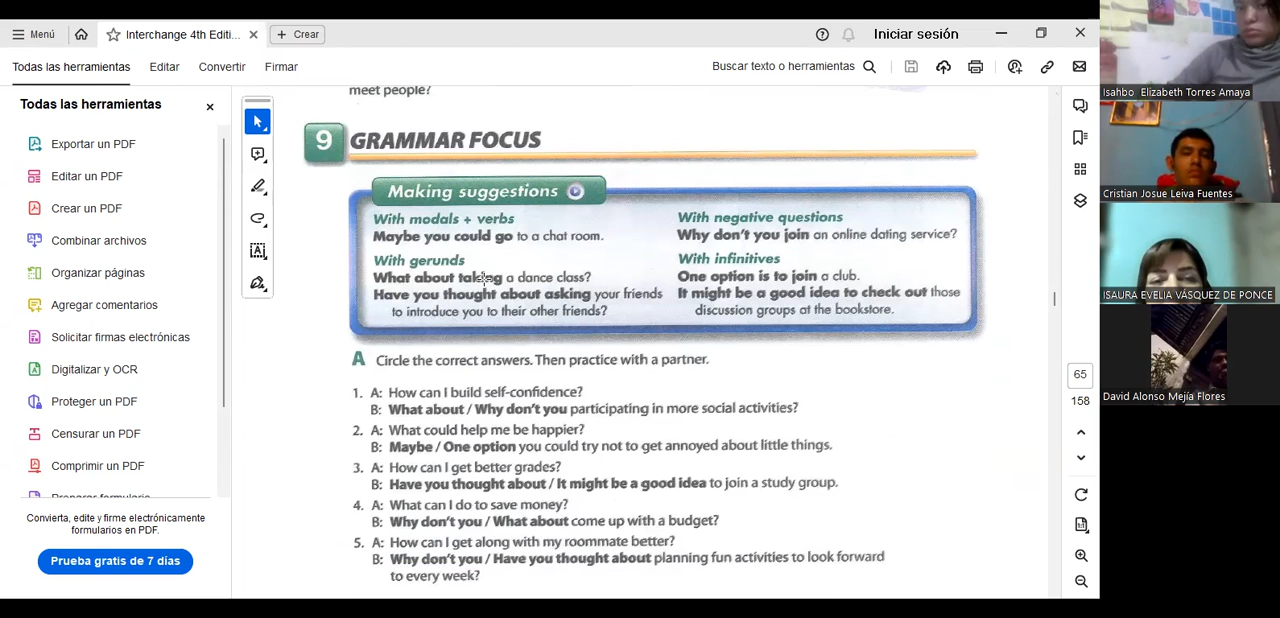 Menú
Interchange 4th Editi...
Crear
Iniciar sesión
Todas las herramientas
Editar
Convertir
Firmar
Buscar texto o herramientas
Todas las herramientas
Exportar un PDF
Editar un PDF
Crear un PDF
Combinar archivos
Organizar páginas
Agregar comentarios
Solicitar firmas electrónicas
Digitalizar y OCR
Proteger un PDF
Censurar un PDF
Comprimir un PDF
Preparar formulario
Convierta, edite y firme electrónicamente
formularios en PDF.
Prueba gratis de 7 días
meet people?
9 GRAMMAR FOCUS
Making suggestions
With modals + verbs
Maybe you could go to a chat room.
With gerunds
What about taking a dance class?
Have you thought about asking your friends
to introduce you to their other friends?
With negative questions
Why don't you join an online dating service?
With infinitives
One option is to join a club.
It might be a good idea to check out those
discussion groups at the bookstore.
A Circle the correct answers. Then practice with a partner.
1. A: How can I build self-confidence?
B: What about / Why don't you participating in more social activities?
2. A: What could help me be happier?
B: Maybe / One option you could try not to get annoyed about little things.
3. A: How can I get better grades?
B: Have you thought about / It might be a good idea to join a study group.
4. A: What can I do to save money?
B: Why don't you / What about come up with a budget?
5. A: How can I get along with my roommate better?
B: Why don't you / Have you thought about planning fun activities to look forward
to every week?
65
158
Isahbo Elizabeth Torres Amaya
Cristian Josue Leiva Fuentes
ISAURA EVELIA VÁSQUEZ DE PONCE
David Alonso Mejía Flores